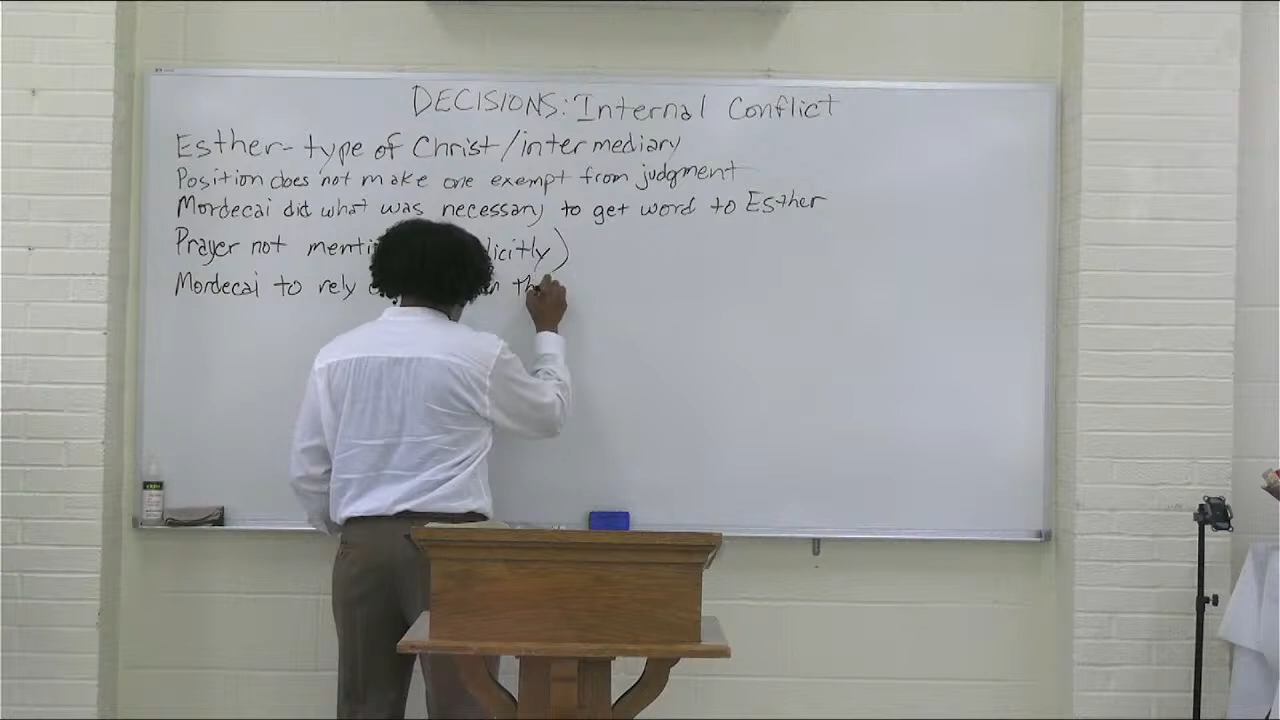 DECISIONS: Internal Conflict
Esther- type of Christ/intermediary
Position does not make one exempt from judgment
Mordecai did what was necessary to get word to Esther
Prayer not menti licitly)
Mordecai to rely th